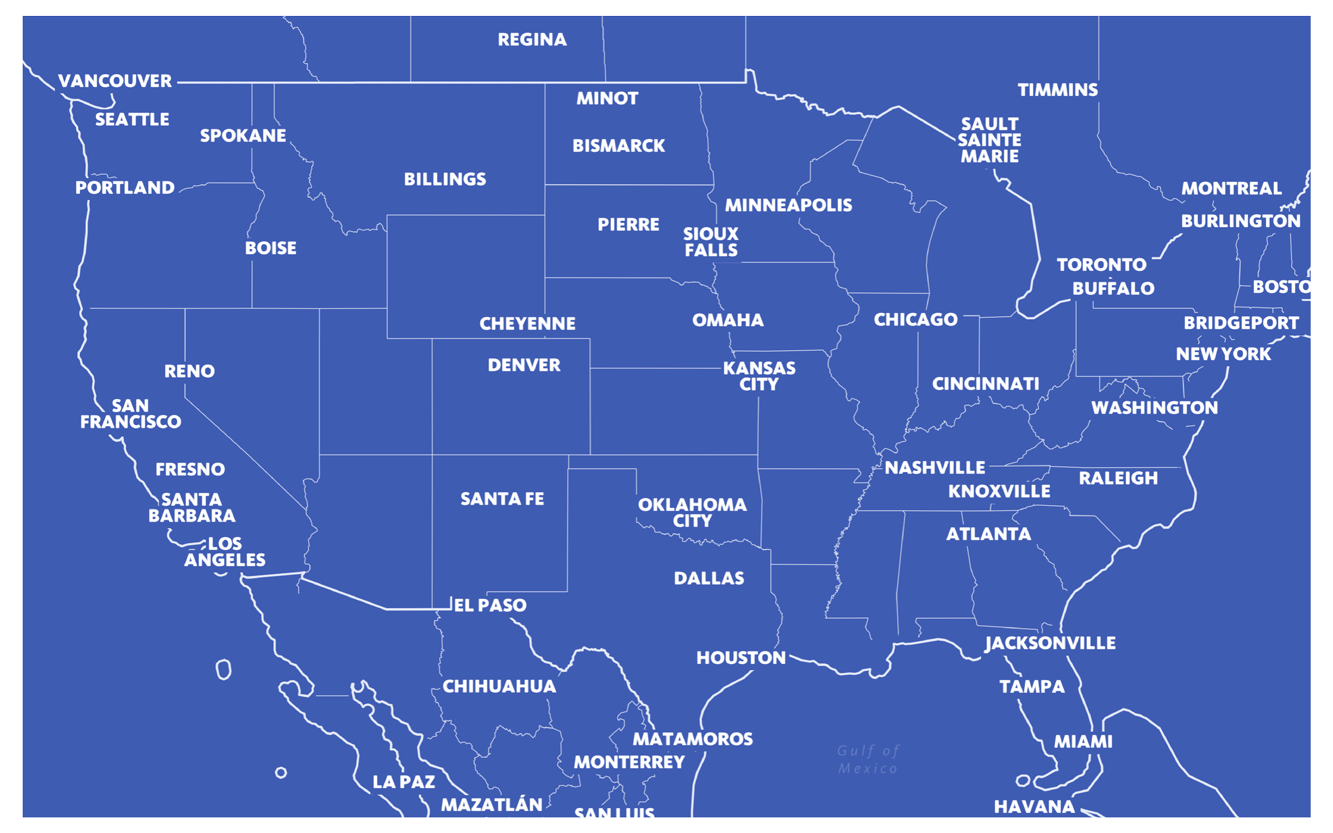 REGINA
VANCOUVER
MINOT
TIMMINS
SEATTLE
SPOKANE
SAULT
SAINTE
MARIE
BISMARCK
BILLINGS
PORTLAND
MONTREAL
MINNEAPOLIS
BURLINGTON
PIERRE
SIOUX
FALLS
BOISE
TORONTO
BUFFALO
BOSTO
CHEYENNE
OMAHA
CHICAGO
BRIDGEPORT
NEW YORK
DENVER
RENO
KANSAS
CITY
CINCINNATI
SAN
FRANCISCO
WASHINGTON
FRESNO
NASHVILLE
RALEIGH
KNOXVILLE
SANTA
BARBARA
SANTA FE
OKLAHOMA
CITY
ATLANTA
LOS
ANGELES
DALLAS
EL PASO
JACKSONVILLE
HOUSTON
CHIHUAHUA
TAMPA
MATAMOROS
MIAMI
Gulf of
Mexico
MONTERREY
LA PAZ
MAZATLÁN
HAVANA
SAN LUIS